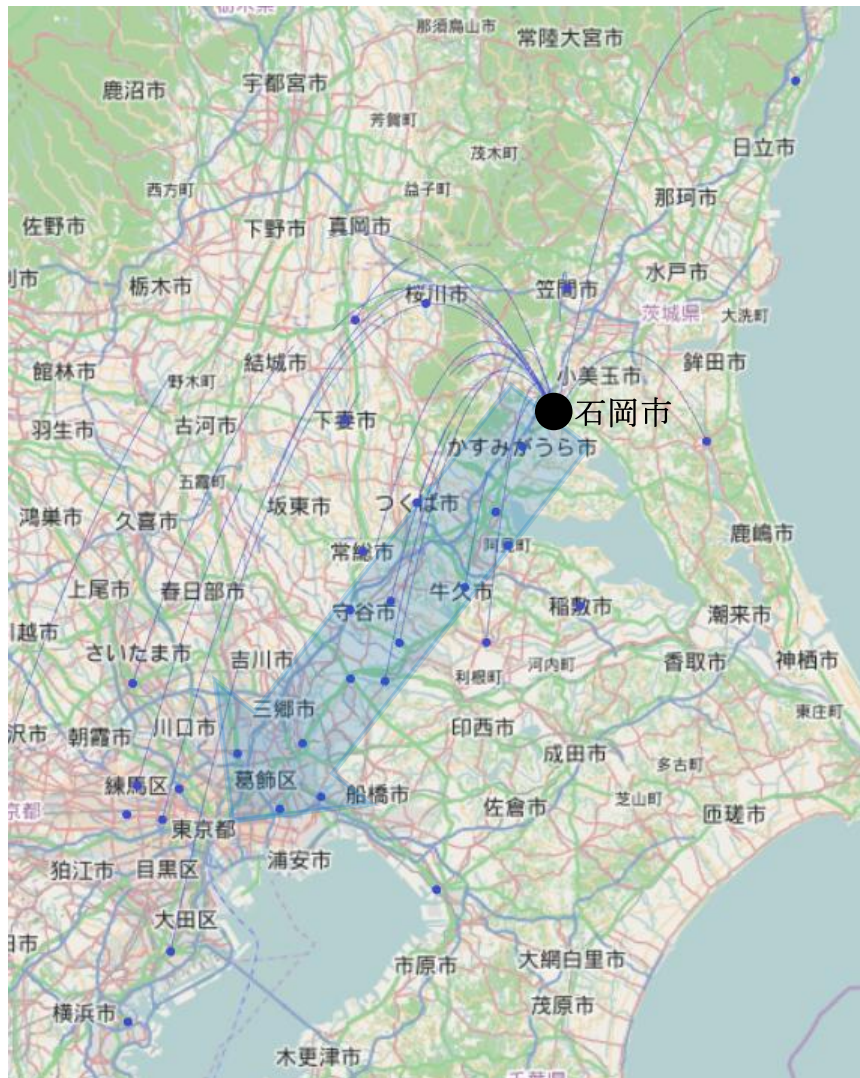 栃木県
那須烏山市
常陸大宮市
鹿沼市
宇都宮市
芳賀町
茂木町
日立市
西方町
益子町
那珂市
佐野市
下野市
真岡市
水戸市
栃木市
桜川市
笠間市
茨城県
大洗町
館林市
野木町
結城市
小美玉市
鉾田市
羽生市
古河市
下妻市
石岡市
かすみがうら市
五霞町
坂東市
つくば市
鴻巣市
久喜市
鹿嶋市
常総市
阿見町
上尾市
春日部市
守谷市
牛久市
稲敷市
潮来市
川越市
さいたま市
吉川市
利根町
河内町
香取市
神栖市
三郷市
東庄町
沢市
朝霞市
川口市
印西市
成田市
多古町
京都
練馬区
葛飾区
船橋市
佐倉市
芝山町
匝瑳市
東京都
狛江市
目黒区
浦安市
大田区
市原市
大網白里市
横浜市
茂原市
木更津市
千葉県